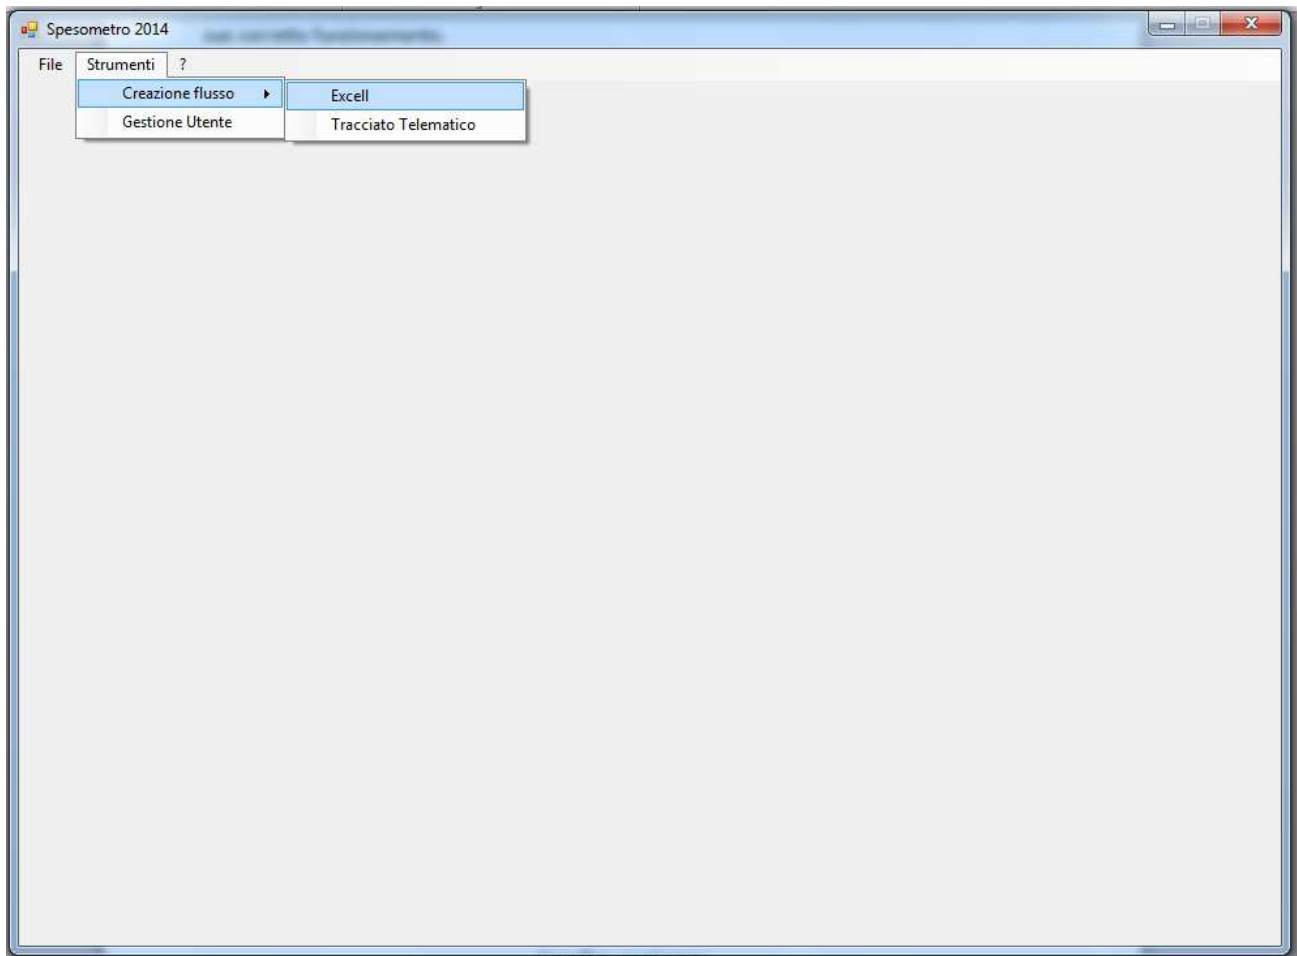 Spesometro 2014
File Strumenti ?
Creazione flusso
Gestione Utente
Excell
Tracciato Telematico